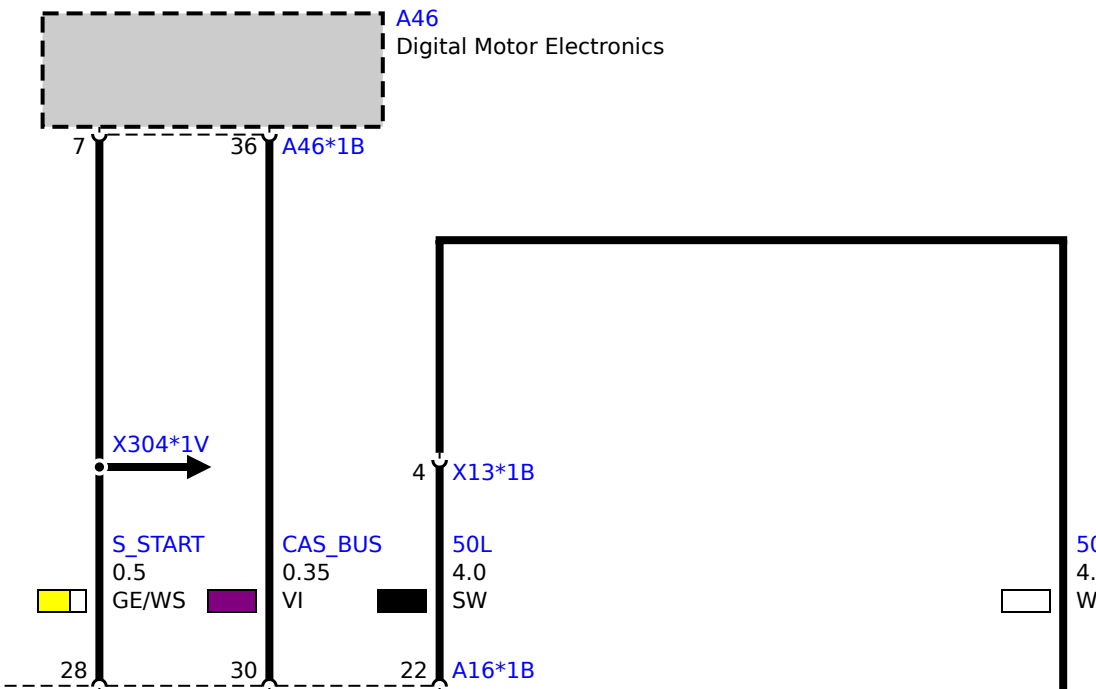 A46
Digital Motor Electronics
7
36
A46*1B
X304*1V
4
X13*1B
S_START
0.5
GE/WS
CAS_BUS
0.35
VI
50L
4.0
SW
28
30
22
A16*1B